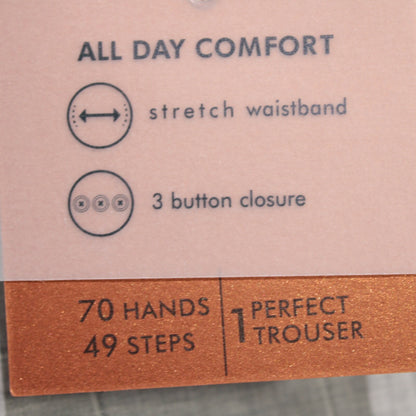 ALL DAY COMFORT
stretch waistband
3 button closure
70 HANDS
49 STEPS
1 PERFECT
TROUSER